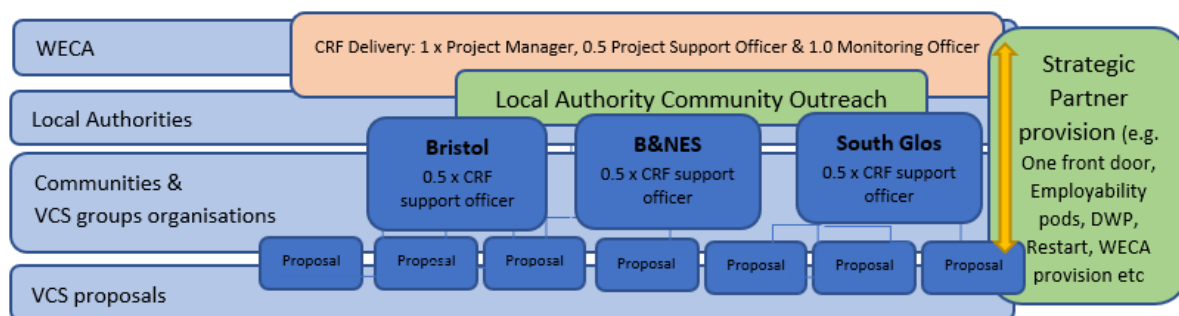 WECA
CRF Delivery: 1 x Project Manager, 0.5 Project Support Officer & 1.0 Monitoring Officer
Local Authority Community Outreach
Local Authorities
Bristol
0.5 x CRF
support officer
B&NES
0.5 x CRF support
officer
South Glos
0.5 x CRF support
officer
Communities &
VCS groups organisations
Proposal
Proposal
Proposal
Proposal
Proposal
Proposal
Proposal
VCS proposals
Strategic
Partner
provision (e.g.
One front door,
Employability
pods, DWP,
Restart, WECA
provision etc